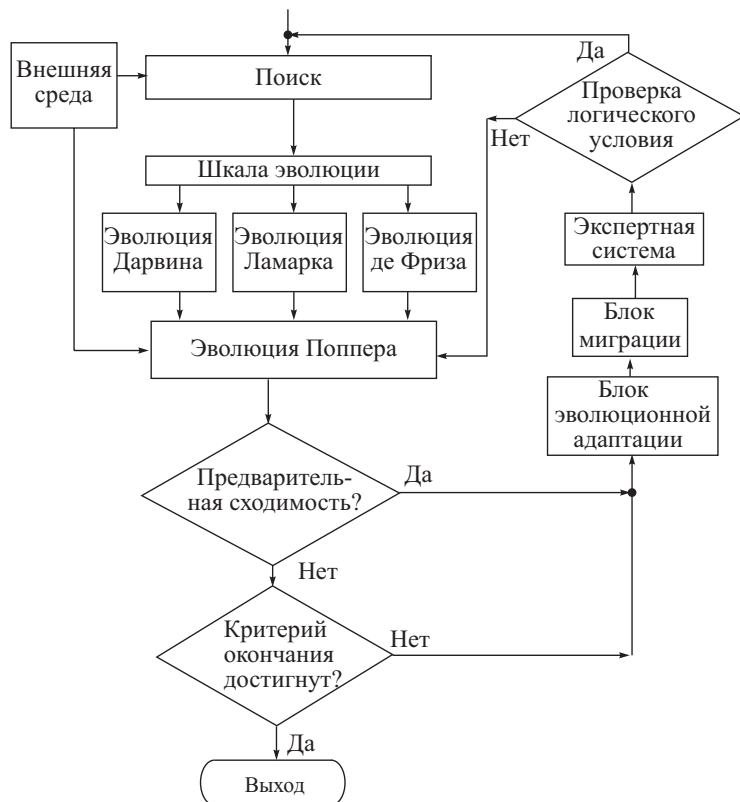 Внешняя
среда
Поиск
Да
Проверка
логического
условия
Нет
Шкала эволюции
Эволюция
Дарвина
Эволюция
Ламарка
Эволюция
де Фриза
Экспертная
система
Блок
миграции
Эволюция Поппера
Блок
эволюционной
адаптации
Предваритель-
ная сходимость?
Да
Нет
Критерий
окончания
достигнут?
Нет
Да
Выход